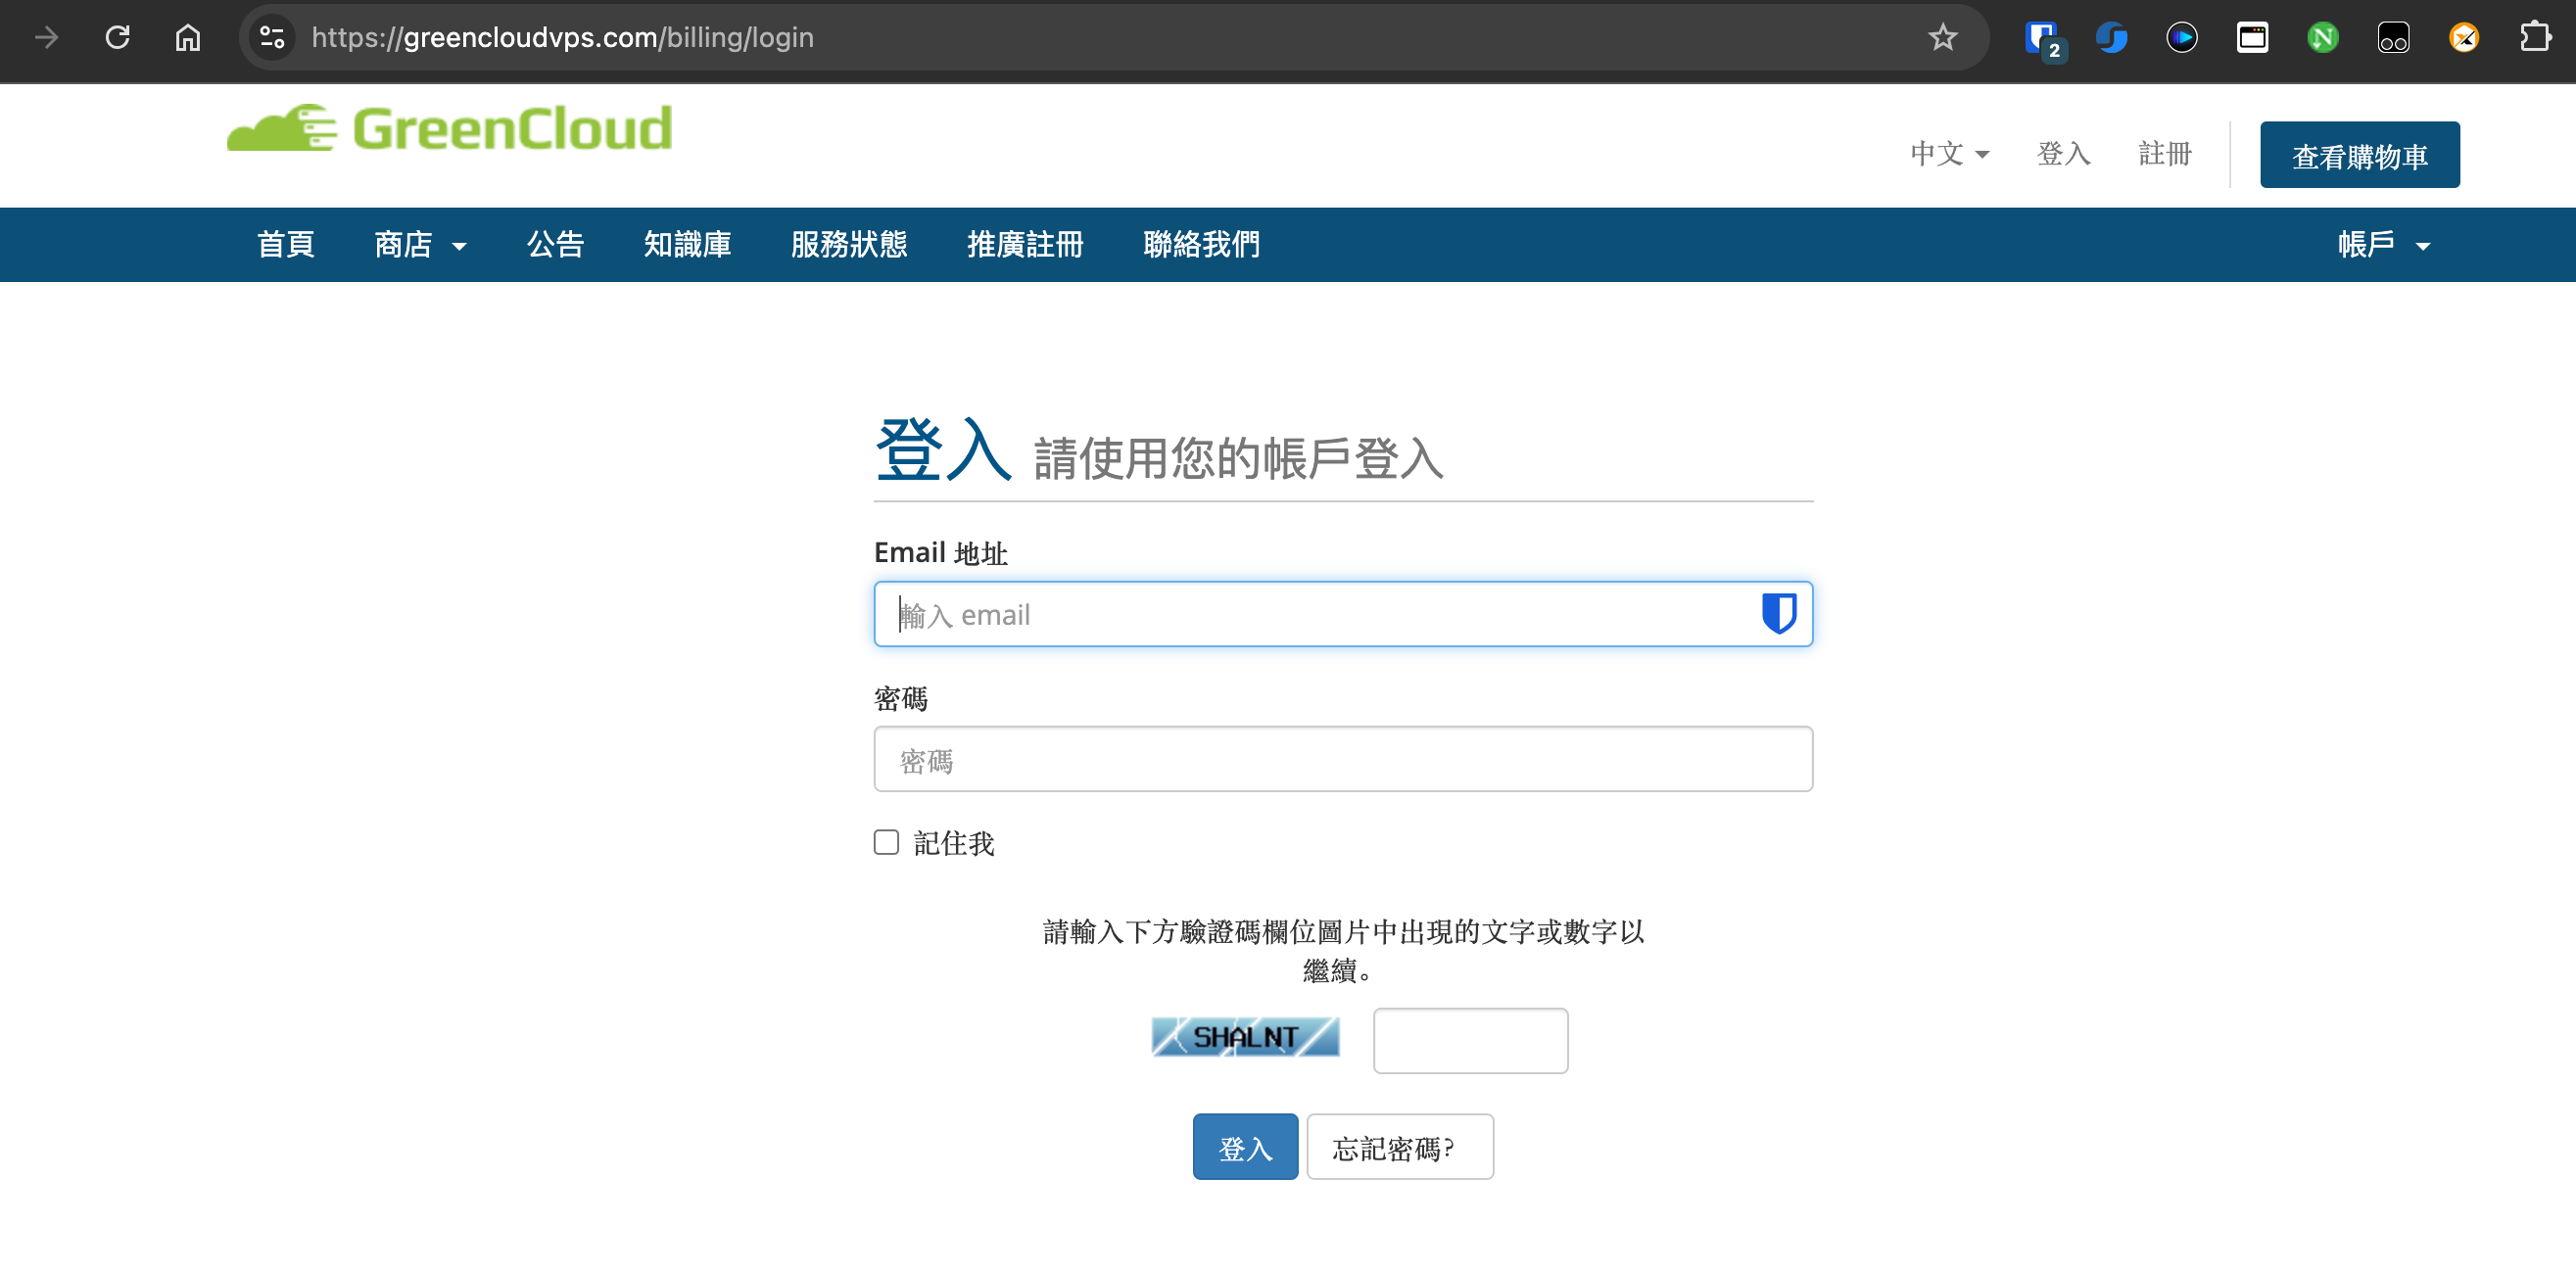 https://greencloudvps.com/billing/login
2
GreenCloud
中文 登入 註冊 查看購物車
首頁 商店 公告 知識庫 服務狀態 推廣註冊 聯絡我們 帳戶
登入 請使用您的帳戶登入
Email 地址
輸入 email
密碼
密碼
記住我
請輸入下方驗證碼欄位圖片中出現的文字或數字以
繼續。
SHALNT
登入 忘記密碼?